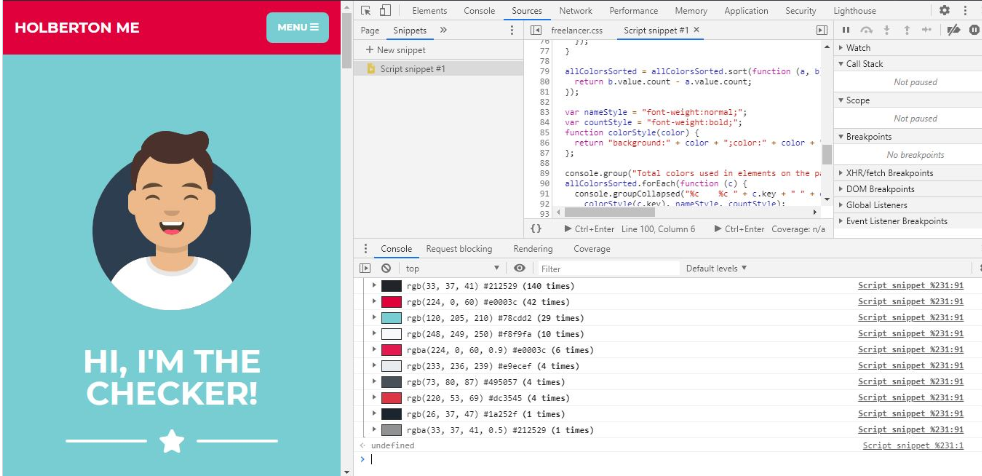 HOLBERTON ME
MENU
HI, I'M THE
CHECKER!
Elements Console Sources Network Performance Memory Application Security Lighthouse
Page Snippets
+ New snippet
Script snippet #1
freelancer.css Script snippet #1 ×
76 });
77 }
78
79 allColorsSorted = allColorsSorted.sort(function (a, b
80 return b.value.count - a.value.count;
81 });
82
83 var nameStyle = "font-weight:normal;";
84 var countStyle = "font-weight:bold;";
85 function colorStyle(color) {
86 return "background:" + color + ";color:" + color + "
87 };
88
89 console.group("Total colors used in elements on the pa
90 allColorsSorted.forEach(function (c) {
91 console.groupCollapsed("%c %c " + c.key + " " +
92 colorStyle(c.key), nameStyle, countStyle);
93
{} Ctrl+Enter Line 100, Column 6 Ctrl+Enter Coverage: n/a
Watch
Call Stack
Not paused
Scope
Not paused
Breakpoints
No breakpoints
XHR/fetch Breakpoints
DOM Breakpoints
Global Listeners
Event Listener Breakpoints
Console Request blocking Rendering Coverage
top Filter Default levels
rgb(33, 37, 41) #212529 (140 times) Script snippet %231:91
rgb(224, 0, 60) #e0003c (42 times) Script snippet %231:91
rgb(120, 205, 210) #78cdd2 (29 times) Script snippet %231:91
rgb(248, 249, 250) #f8f9fa (10 times) Script snippet %231:91
rgba(224, 0, 60, 0.9) #e0003c (6 times) Script snippet %231:91
rgb(233, 236, 239) #e9ecef (4 times) Script snippet %231:91
rgb(73, 80, 87) #495057 (4 times) Script snippet %231:91
rgb(220, 53, 69) #dc3545 (4 times) Script snippet %231:91
rgb(26, 37, 47) #1a252f (1 times) Script snippet %231:91
rgba(33, 37, 41, 0.5) #212529 (1 times) Script snippet %231:91
undefined Script snippet %231:1